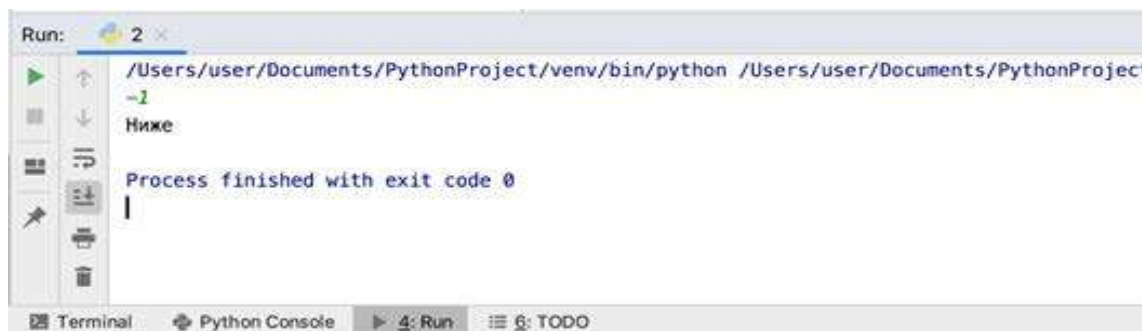 Run: 2
/Users/user/Documents/PythonProject/venv/bin/python /Users/user/Documents/PythonProject
-1
Ниже
Process finished with exit code 0
Terminal Python Console 4: Run 6: TODO